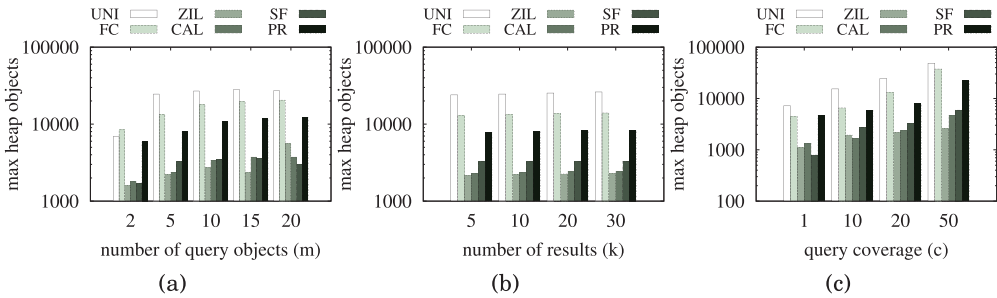 UNI ZIL SF
FC CAL PR
max heap objects
100000
10000
1000
2 5 10 15 20
number of query objects (m)
(a)
UNI ZIL SF
FC CAL PR
max heap objects
100000
10000
1000
5 10 20 30
number of results (k)
(b)
UNI ZIL SF
FC CAL PR
max heap objects
100000
10000
1000
100
1 10 20 50
query coverage (c)
(c)